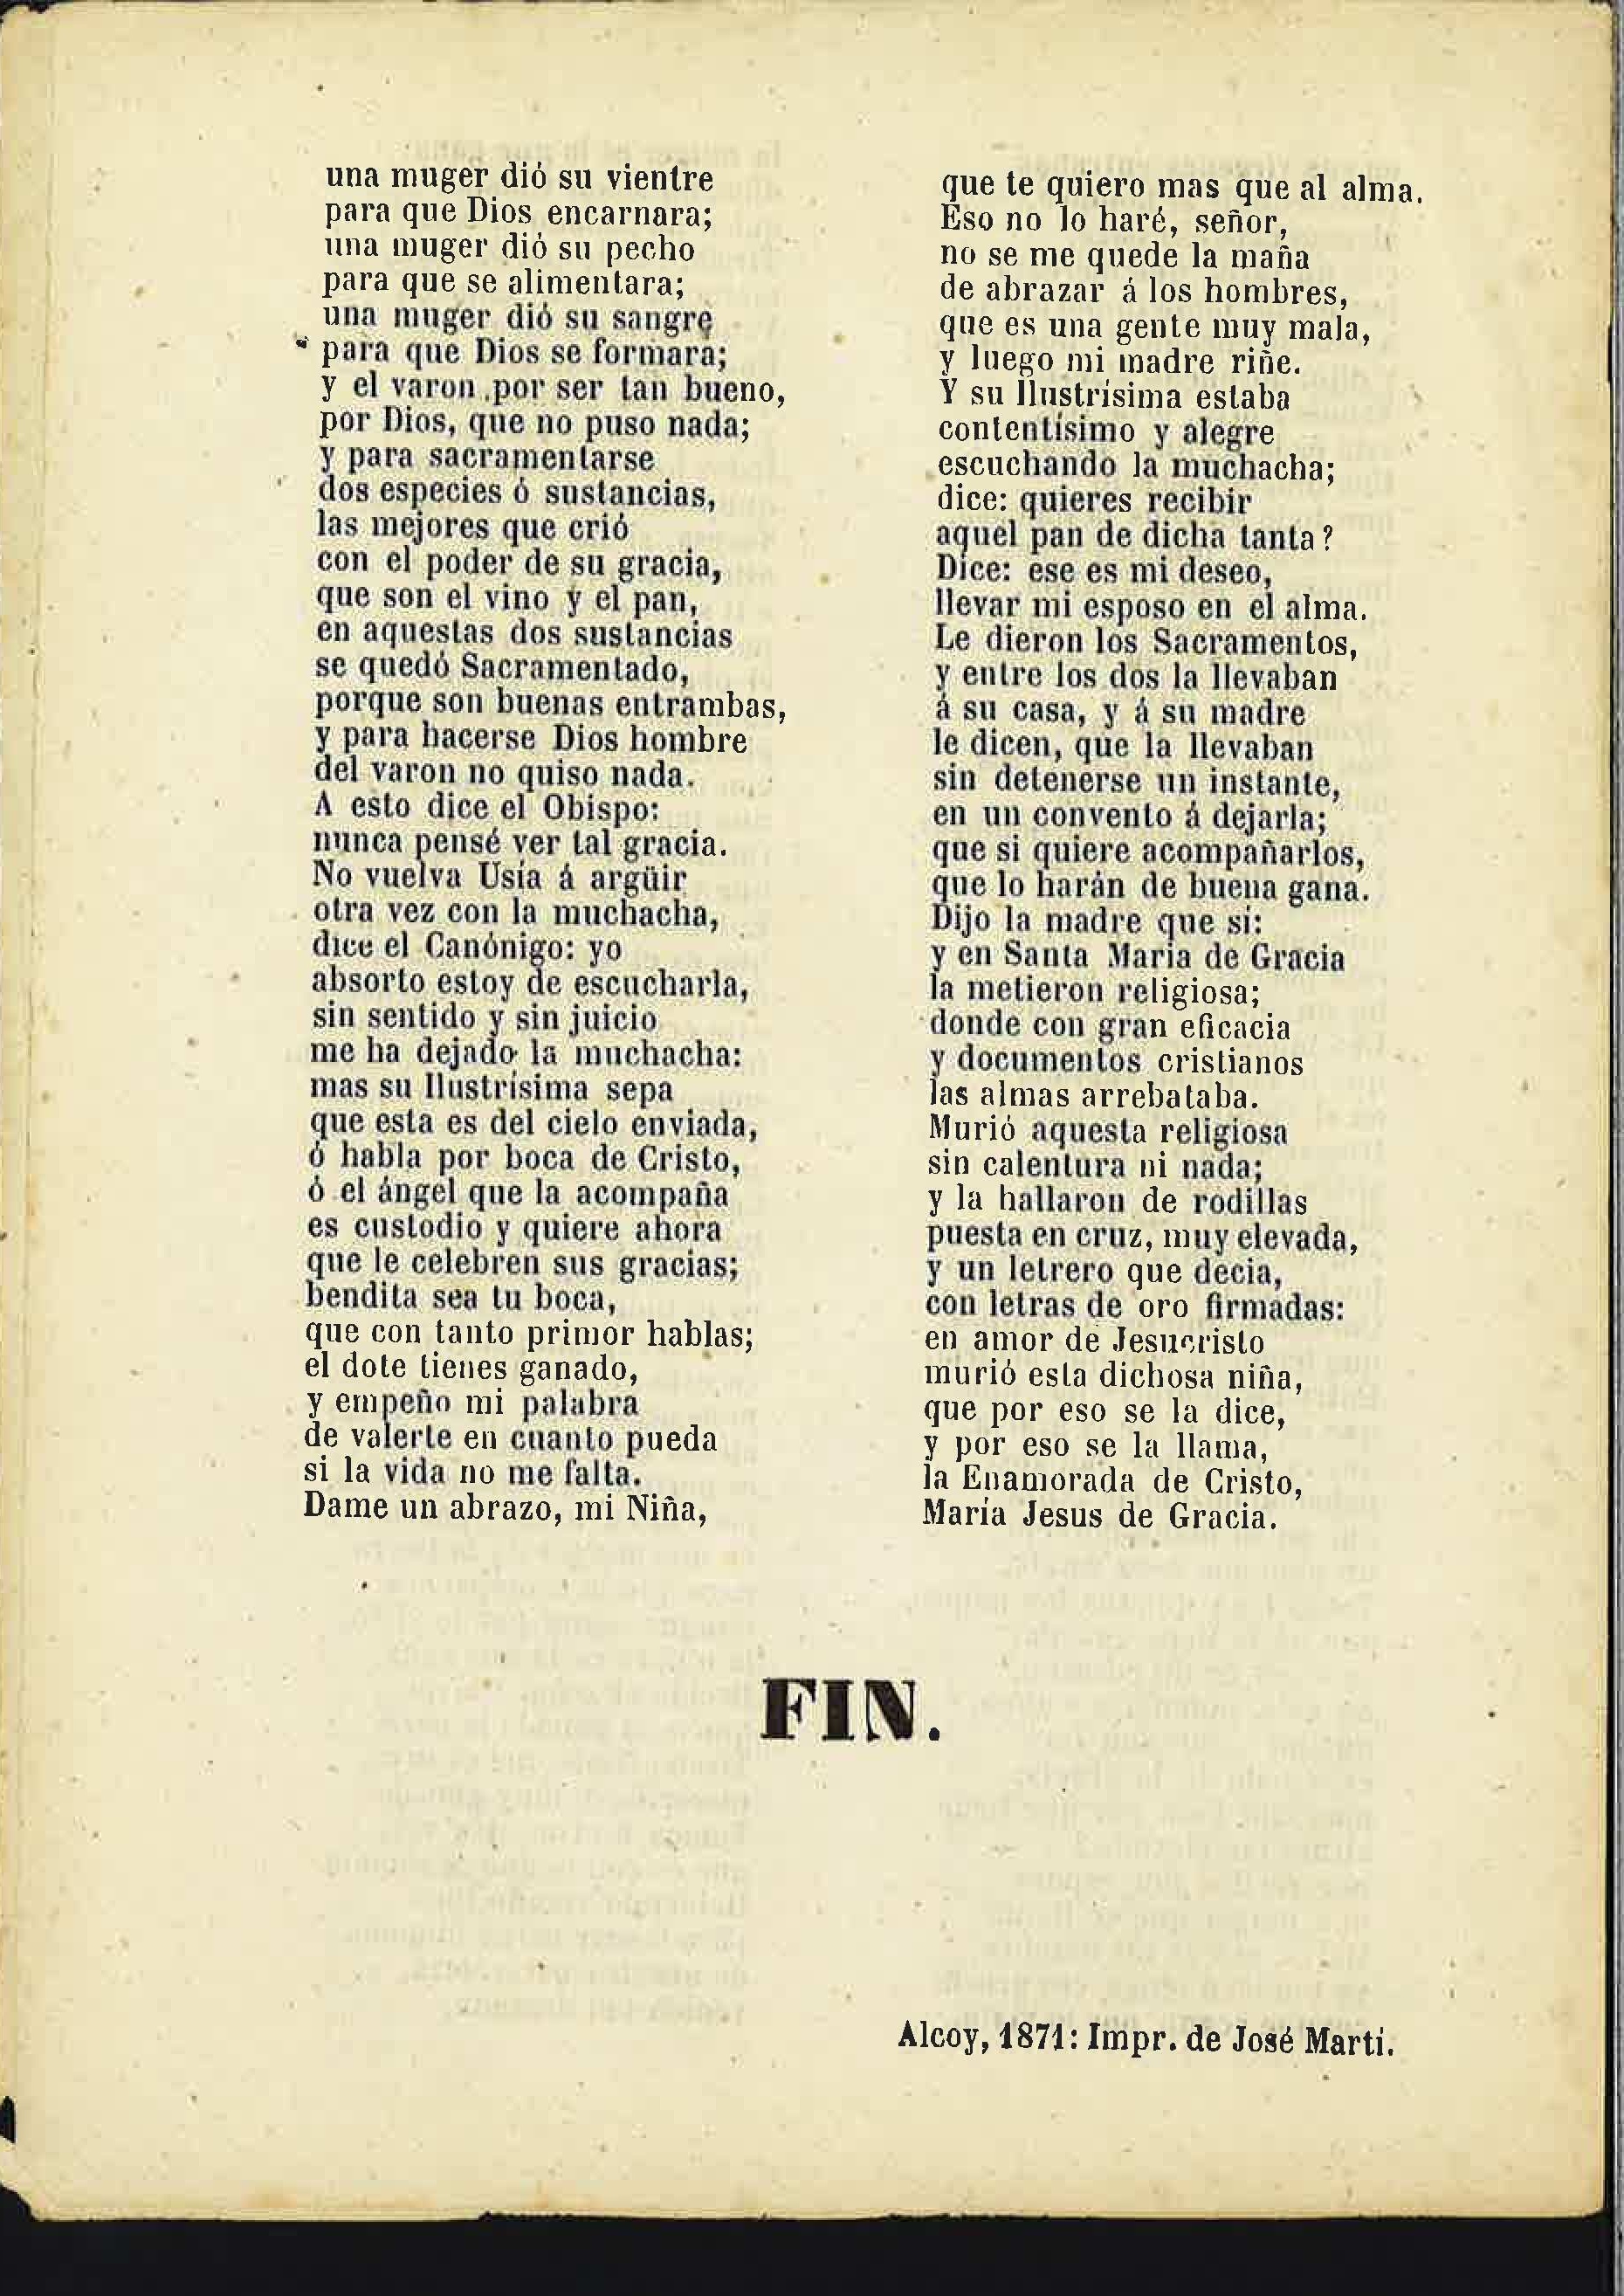 una muger dió su vientre
para que Dios encarnara;
una muger dió su pecho
para que se alimentara;
una muger dió su sangre
para que Dios se formara;
y el varon por ser tan bueno,
por Dios, que no puso nada;
y para sacramentarse
dos especies ó sustancias,
las mejores que crió
con el poder de su gracia,
que son el vino y el pan,
en aquestas dos sustancias
se quedó Sacramentado,
porque son buenas entrambas,
y para hacerse Dios hombre
del varon no quiso nada.
A esto dice el Obispo:
nunca pensé ver tal gracia.
No vuelva Usía á argüir
otra vez con la muchacha,
dice el Canónigo: yo
absorto estoy de escucharla,
sin sentido y sin juicio
me ha dejado la muchacha:
mas su Ilustrísima sepa
que esta es del cielo enviada,
ó habla por boca de Cristo,
ó el ángel que la acompaña
es custodio y quiere ahora
que le celebren sus gracias;
bendita sea tu boca,
que con tanto primor hablas;
el dote tienes ganado,
y empeño mi palabra
de valerte en cuanto pueda
si la vida no me falta.
Dame un abrazo, mi Niña,
que te quiero mas que al alma.
Eso no lo haré, señor,
no se me quede la maña
de abrazar á los hombres,
que es una gente muy mala,
y luego mi madre riñe.
Y su Ilustrísima estaba
contentísimo y alegre
escuchando la muchacha;
dice: quieres recibir
aquel pan de dicha tanta?
Dice: ese es mi deseo,
llevar mi esposo en el alma.
Le dieron los Sacramentos,
y entre los dos la llevaban
á su casa, y á su madre
le dicen, que la llevaban
sin detenerse un instante,
en un convento á dejarla;
que si quiere acompañarlos,
que lo harán de buena gana.
Dijo la madre que sí:
y en Santa Maria de Gracia
la metieron religiosa;
donde con gran eficacia
y documentos cristianos
las almas arrebataba.
Murió aquesta religiosa
sin calentura ni nada;
y la hallaron de rodillas
puesta en cruz, muy elevada,
y un letrero que decia,
con letras de oro firmadas:
en amor de Jesucristo
murió esta dichosa niña,
que por eso se la dice,
y por eso se la llama,
la Enamorada de Cristo,
María Jesus de Gracia.
FIN.
Alcoy, 1871: Impr. de José Martí.